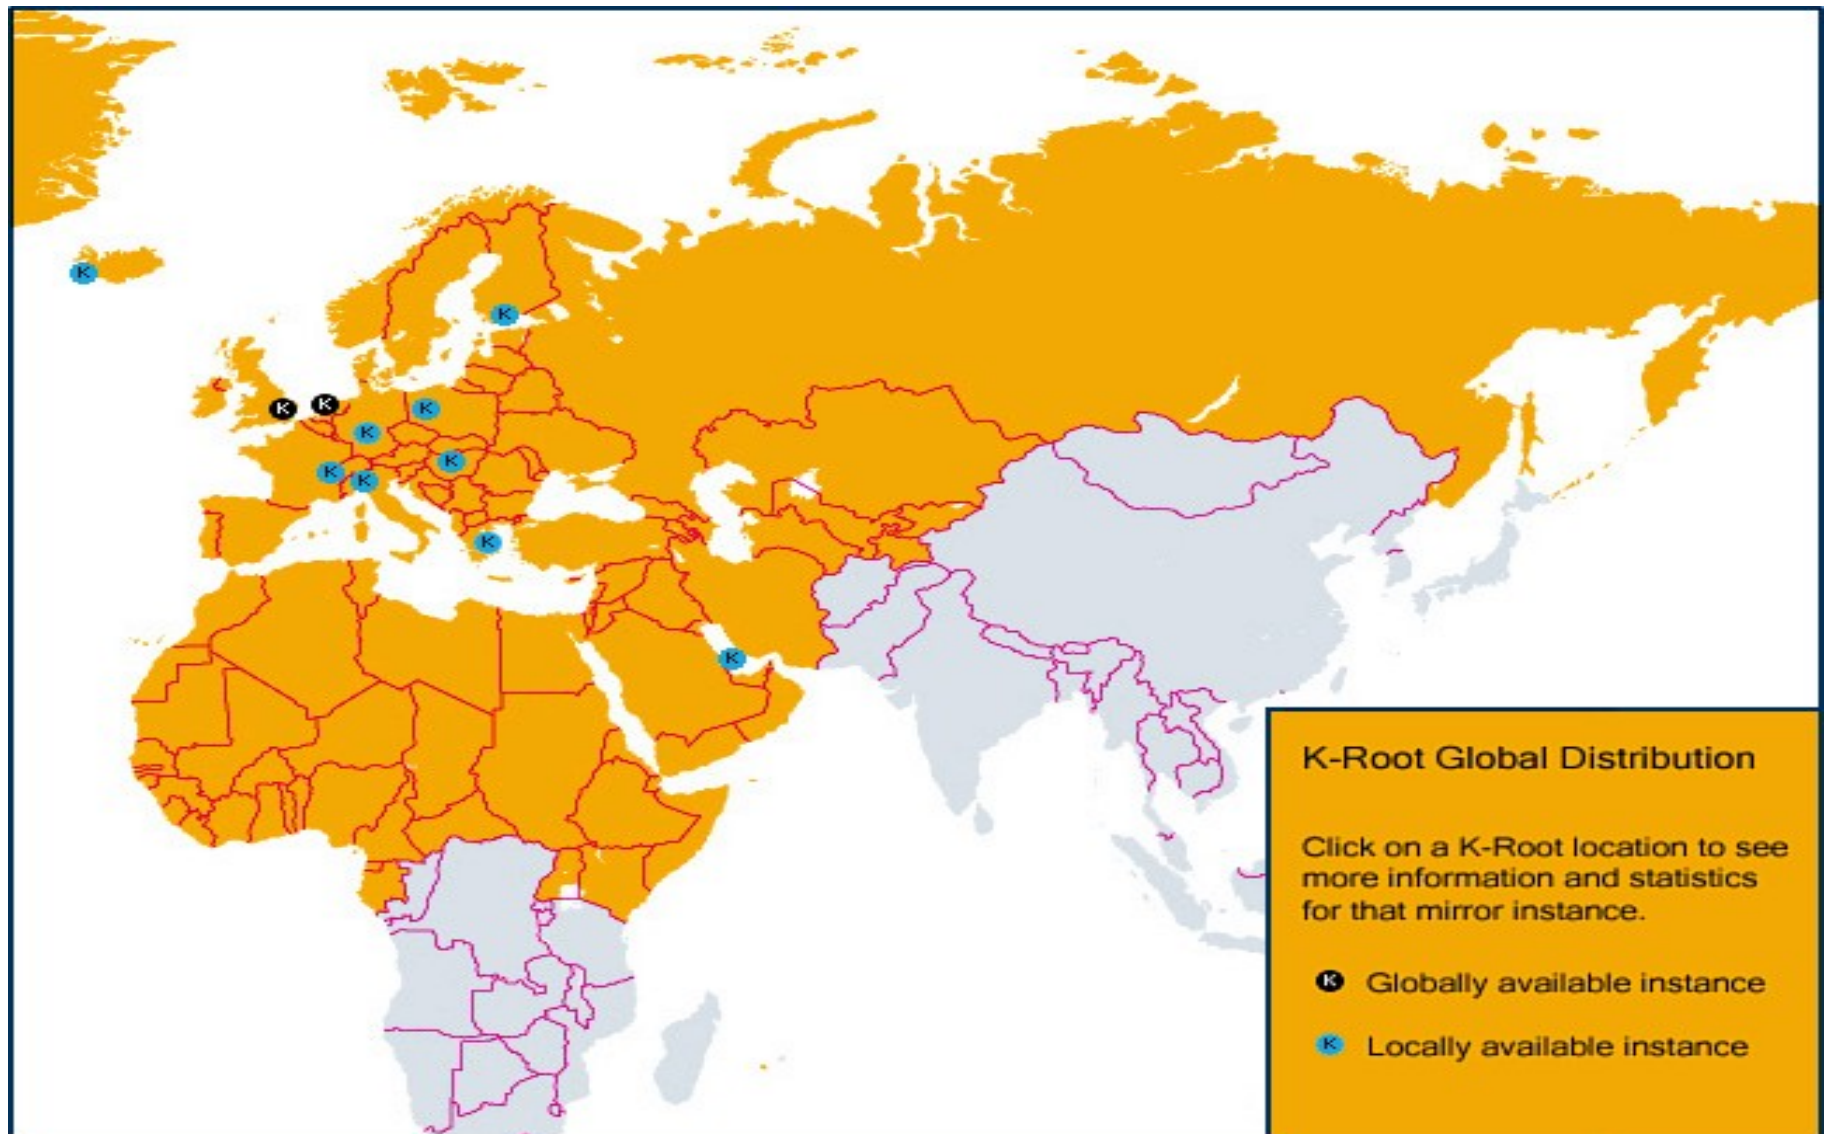 K
K
K
K
K
K
K
K
K
K
K
K-Root Global Distribution
Click on a K-Root location to see
more information and statistics
for that mirror instance.
K Globally available instance
K Locally available instance